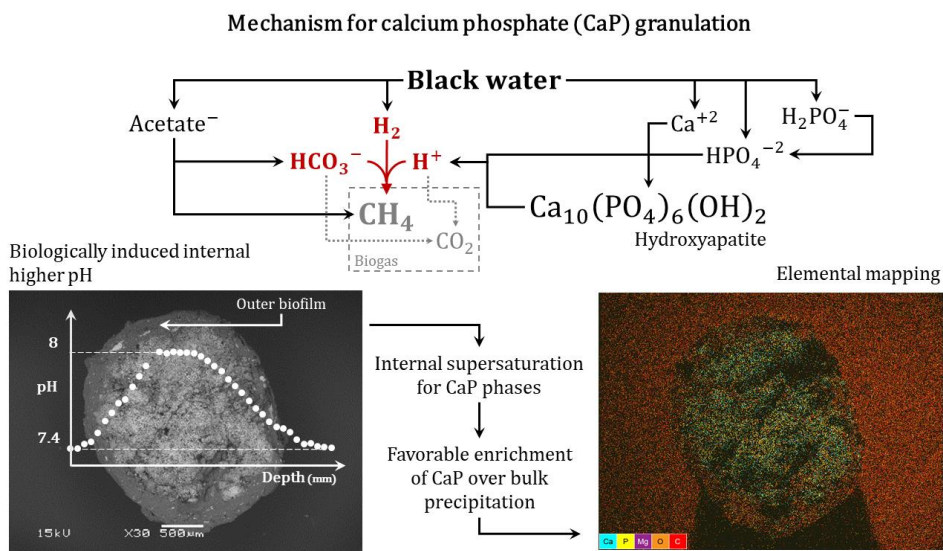 Mechanism for calcium phosphate (CaP) granulation
Black water
Acetate⁻
H₂
Ca⁺²
H₂PO₄⁻
HCO₃⁻
H⁺
HPO₄⁻²
CH₄
CO₂
Biogas
Ca₁₀(PO₄)₆(OH)₂
Hydroxyapatite
Biologically induced internal
higher pH
Elemental mapping
Outer biofilm
8
pH
7.4
Depth (mm)
15kV X30 500μm
Internal supersaturation
for CaP phases
Favorable enrichment
of CaP over bulk
precipitation
Ca P Mg O C